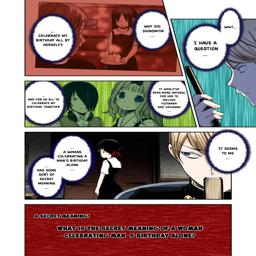 WAIT...
I HAVE A
QUESTION
...
WHY DID
SHINOMIYA
...
CELEBRATE MY
BIRTHDAY ALL BY
HERSELF?
IT WOULD'VE
BEEN MORE NATURAL
FOR HER
TO INCLUDE
FUJIWARA
AND ISHIGAMI
...
AND FOR US ALL TO
CELEBRATE MY
BIRTHDAY TOGETHER
...
IT SEEMS
TO ME
...
A WOMAN
CELEBRATING A
MAN'S BIRTHDAY
ALONE
...
HAS SOME
SORT OF
SECRET
MEANING.
A SECRET MEANING!
WHAT IS THE SECRET MEANING OF A WOMAN
CELEBRATING MAN'S BIRTHDAY ALONE?